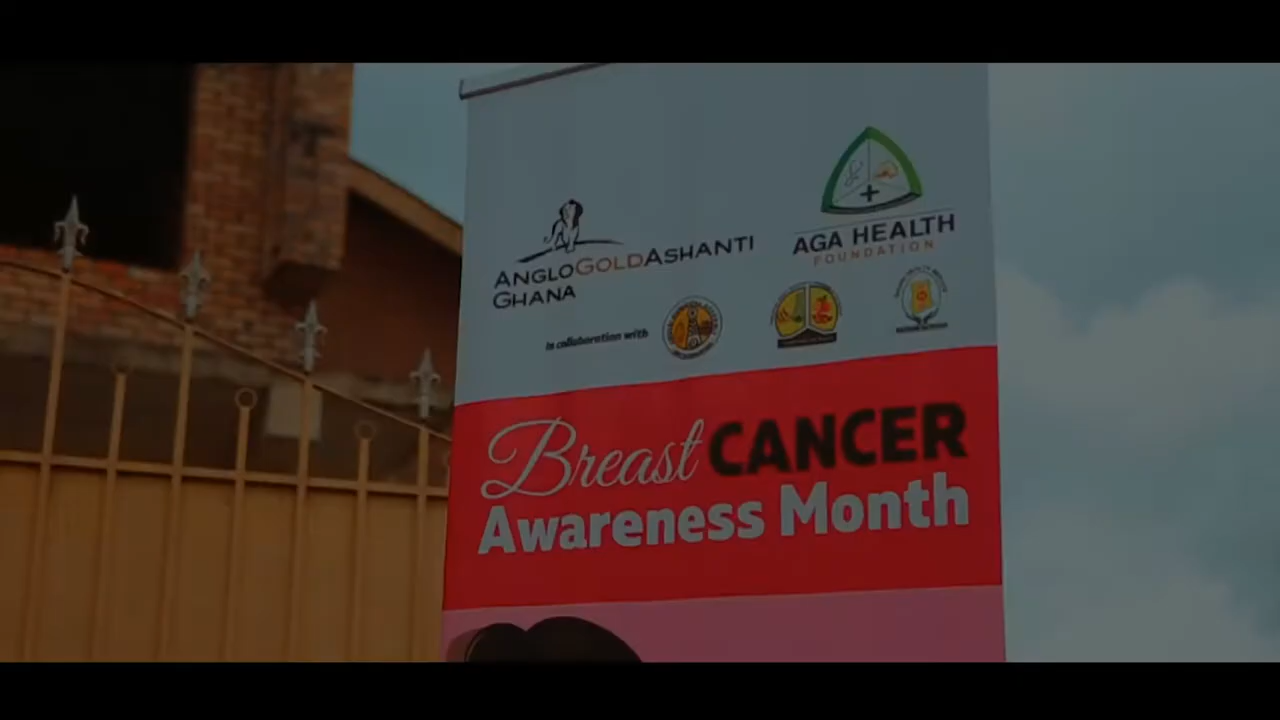 ANGLOGOLDASHANTI
GHANA
AGA HEALTH
FOUNDATION
In collaboration with
Breast CANCER
Awareness Month